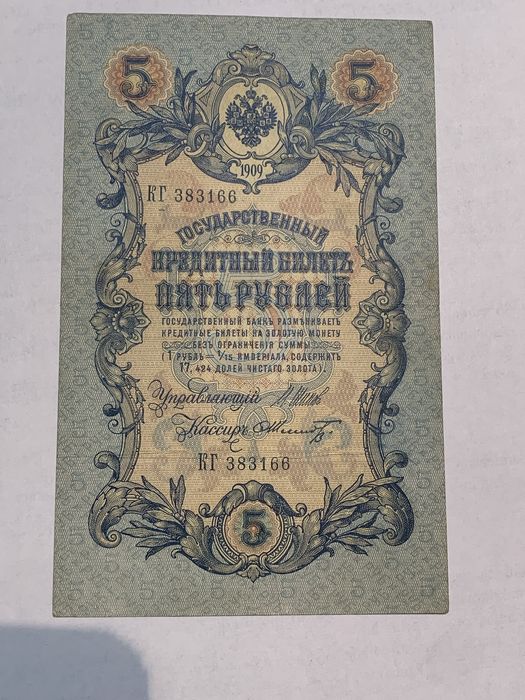 5 5
1909
КГ 383166
ГОСУДАРСТВЕННЫЙ
КРЕДИТНЫЙ БИЛЕТЪ
ПЯТЬ РУБЛЕЙ
ГОСУДАРСТВЕННЫЙ БАНКЪ РАЗМѢНИВАЕТЪ
КРЕДИТНЫЕ БИЛЕТЫ НА ЗОЛОТУЮ МОНЕТУ
БЕЗЪ ОГРАНИЧЕНІЯ СУММЫ
(1 РУБЛЬ = 1/15 ИМПЕРІАЛА, СОДЕРЖИТЪ
17,424 ДОЛЕЙ ЧИСТАГО ЗОЛОТА).
Управляющій
Кассиръ
КГ 383166
5